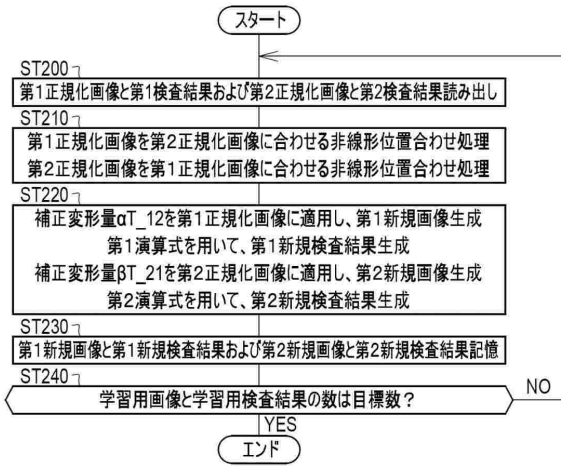 スタート
ST200
第1正規化画像と第1検査結果および第2正規化画像と第2検査結果読み出し
ST210
第1正規化画像を第2正規化画像に合わせる非線形位置合わせ処理
第2正規化画像を第1正規化画像に合わせる非線形位置合わせ処理
ST220
補正変形量αT_12を第1正規化画像に適用し、第1新規画像生成
第1演算式を用いて、第1新規検査結果生成
補正変形量βT_21を第2正規化画像に適用し、第2新規画像生成
第2演算式を用いて、第2新規検査結果生成
ST230
第1新規画像と第1新規検査結果および第2新規画像と第2新規検査結果記憶
ST240
学習用画像と学習用検査結果の数は目標数？
NO
YES
エンド